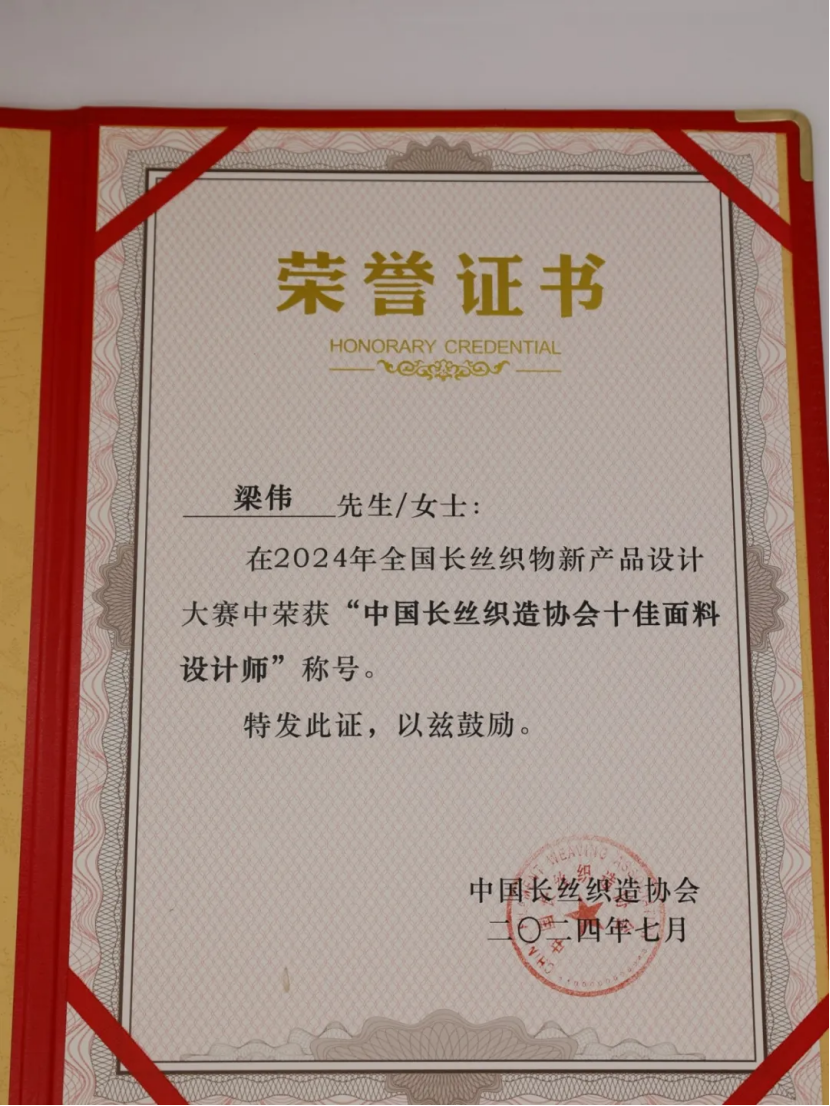 荣誉证书
HONORARY CREDENTIAL
梁伟 先生/女士：
在2024年全国长丝织物新产品设计
大赛中荣获“中国长丝织造协会十佳面料
设计师”称号。
特发此证，以兹鼓励。
中国长丝织造协会
二〇二四年七月